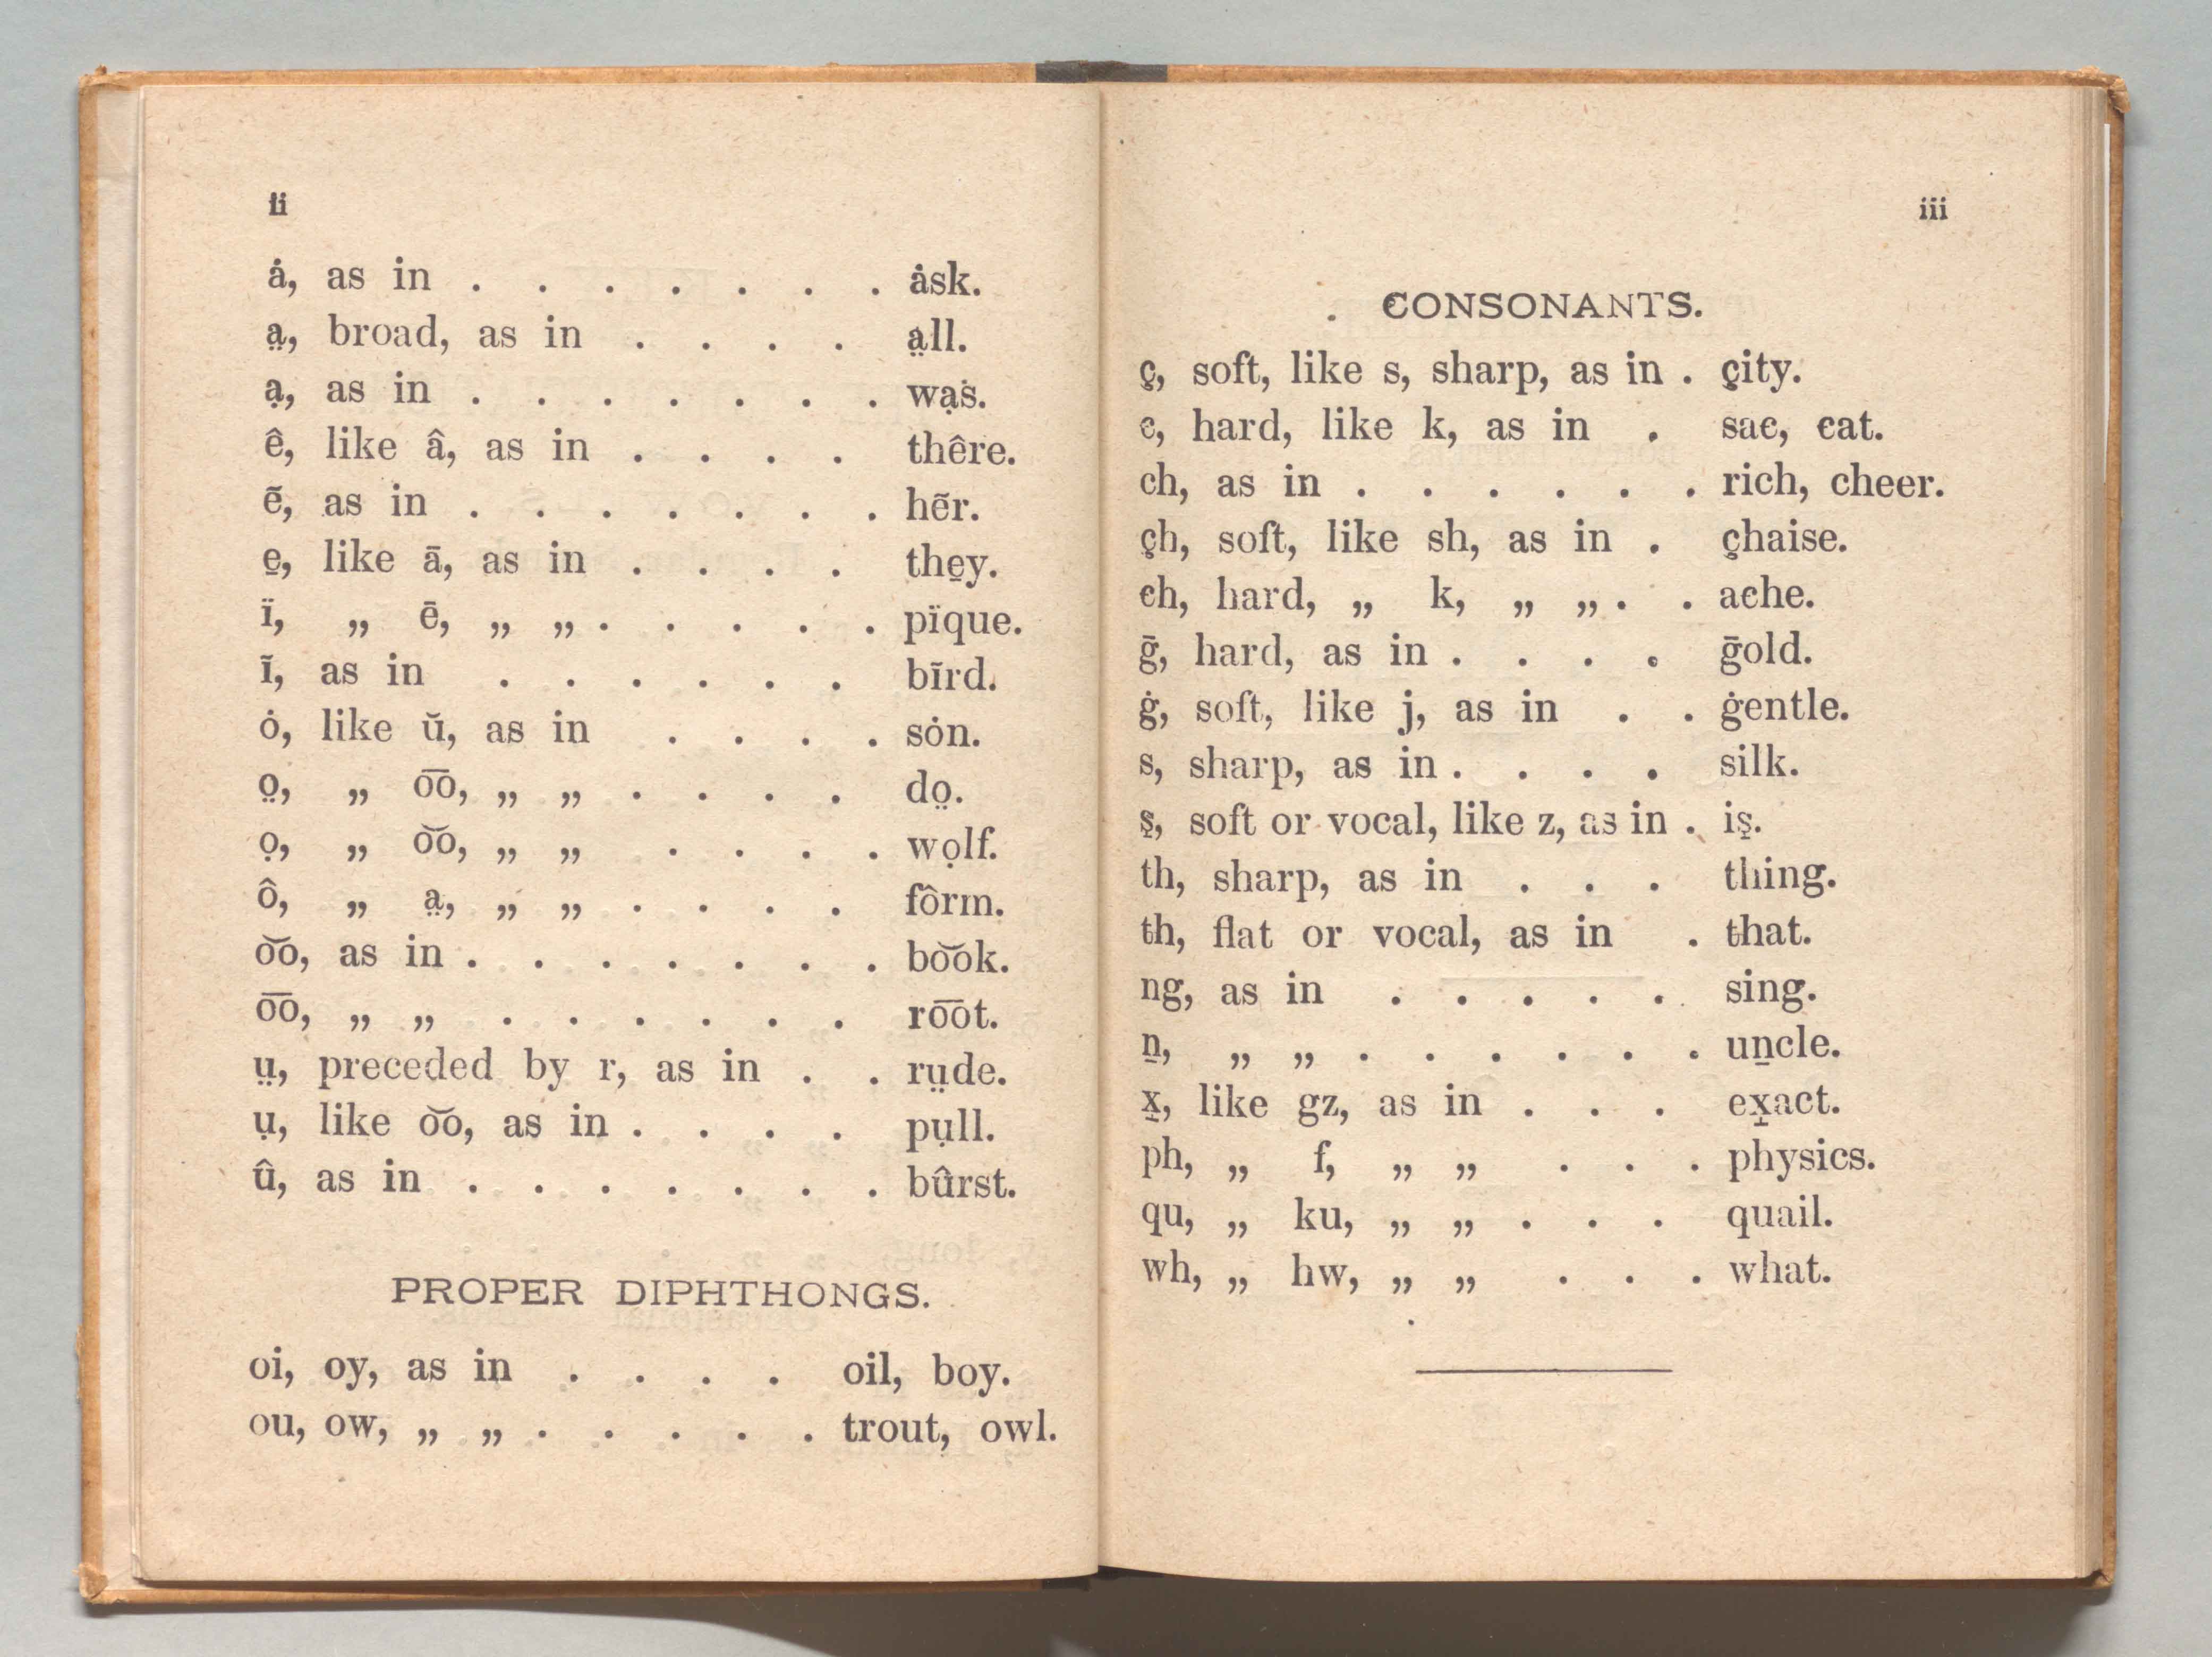 ii
ȧ, as in . . . . . . . ȧsk.
a̤, broad, as in . . . . a̤ll.
ạ, as in . . . . . . . wạs.
ê, like â, as in . . . . thêre.
ẽ, as in . . . . . . . hẽr.
e̱, like ā, as in . . . . the̱y.
ï, „ ē, „ „ . . . . . pïque.
ĩ, as in . . . . . . bĩrd.
ȯ, like ŭ, as in . . . . sȯn.
o̤, „ o͞o, „ „ . . . . do̤.
ọ, „ o͝o, „ „ . . . . wọlf.
ô, „ a̤, „ „ . . . . fôrm.
o͝o, as in . . . . . . . bo͝ok.
o͞o, „ „ . . . . . . ro͞ot.
ṳ, preceded by r, as in . . rṳde.
ụ, like o͝o, as in . . . . pụll.
û, as in . . . . . . . bûrst.
PROPER DIPHTHONGS.
oi, oy, as in . . . . oil, boy.
ou, ow, „ „ . . . . . trout, owl.
iii
CONSONANTS.
ç, soft, like s, sharp, as in . çity.
c, hard, like k, as in . sac, cat.
ch, as in . . . . . . rich, cheer.
çh, soft, like sh, as in . çhaise.
ch, hard, „ k, „ „ . . ache.
ḡ, hard, as in . . . . ḡold.
ġ, soft, like j, as in . . ġentle.
s, sharp, as in . . . . silk.
s̱, soft or vocal, like z, as in . is̱.
th, sharp, as in . . . thing.
th, flat or vocal, as in . that.
ng, as in . . . . . sing.
ṉ, „ „ . . . . . . uṉcle.
x̱, like gz, as in . . . ex̱act.
ph, „ f, „ „ . . . physics.
qu, „ ku, „ „ . . . quail.
wh, „ hw, „ „ . . . what.